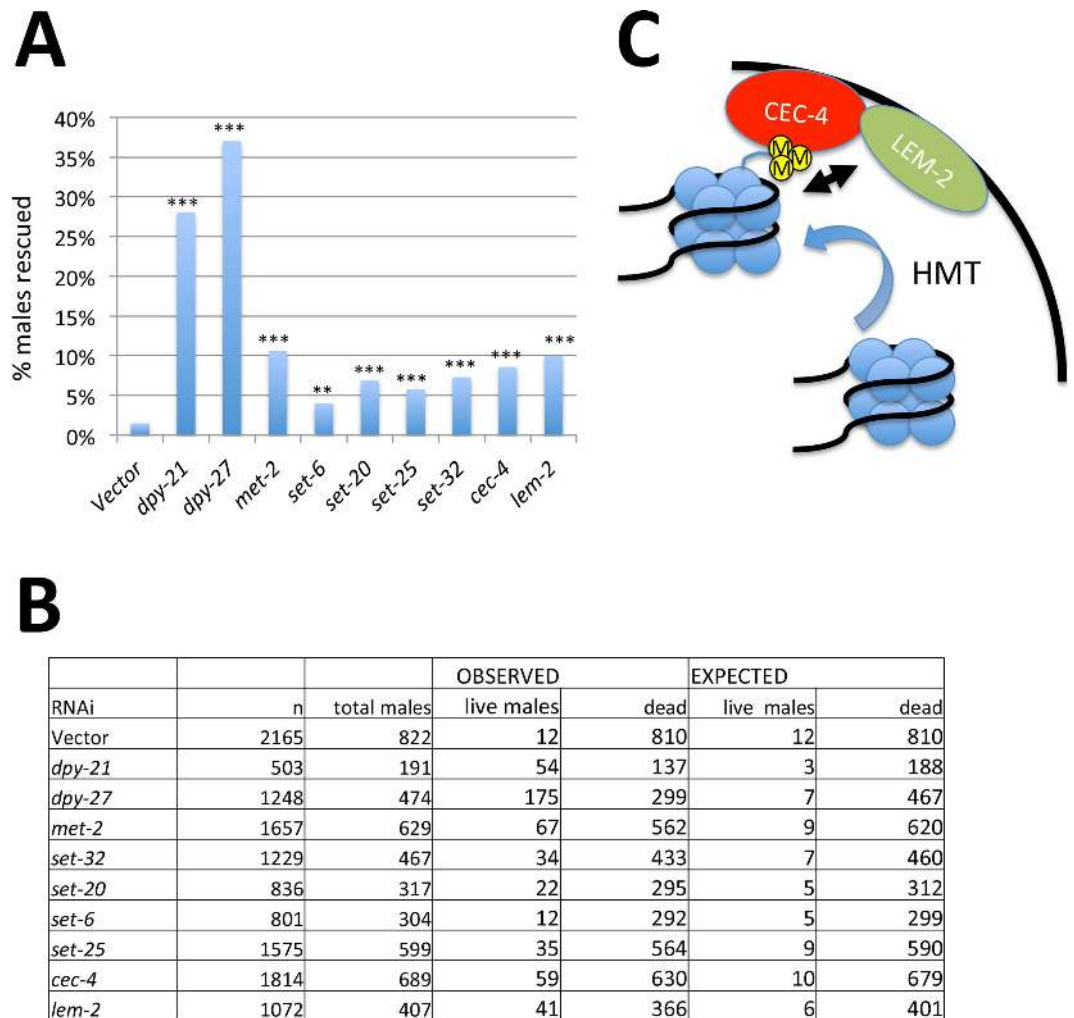 A
40%
35%
30%
25%
20%
15%
10%
5%
0%
% males rescued
***
***
***
**
***
***
***
***
***
Vector
dpy-21
dpy-27
met-2
set-6
set-20
set-25
set-32
cec-4
lem-2
C
CEC-4
LEM-2
M
M
M
HMT
B
OBSERVED EXPECTED
RNAi n total males live males dead live males dead
Vector 2165 822 12 810 12 810
dpy-21 503 191 54 137 3 188
dpy-27 1248 474 175 299 7 467
met-2 1657 629 67 562 9 620
set-32 1229 467 34 433 7 460
set-20 836 317 22 295 5 312
set-6 801 304 12 292 5 299
set-25 1575 599 35 564 9 590
cec-4 1814 689 59 630 10 679
lem-2 1072 407 41 366 6 401